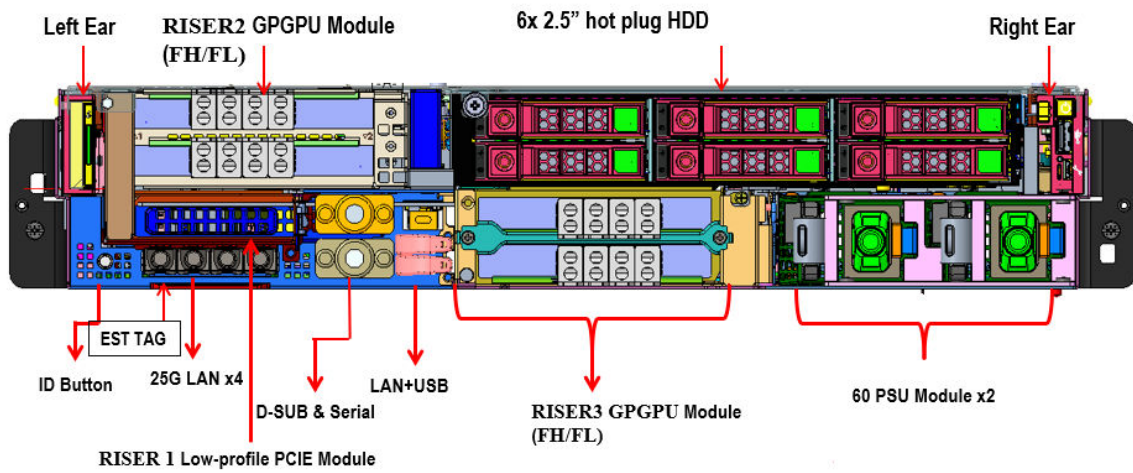 Left Ear
RISER2 GPGPU Module
(FH/FL)
6x 2.5” hot plug HDD
Right Ear
EST TAG
ID Button
25G LAN x4
D-SUB & Serial
LAN+USB
RISER3 GPGPU Module
(FH/FL)
60 PSU Module x2
RISER 1 Low-profile PCIE Module